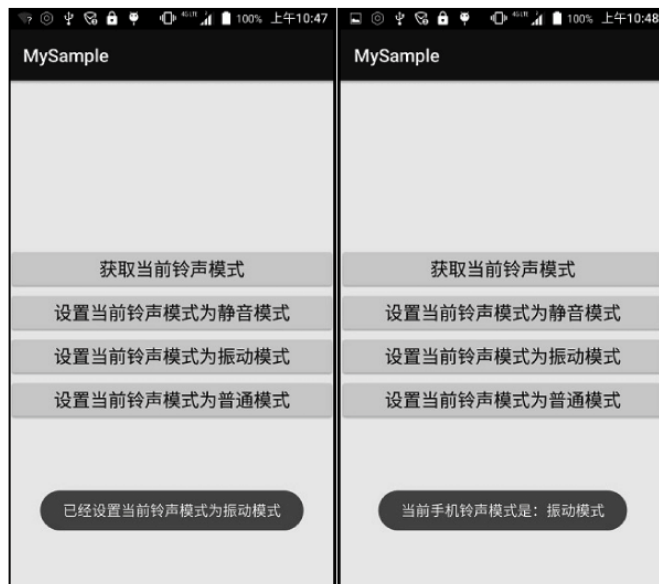 100% 上午10:47
MySample
获取当前铃声模式
设置当前铃声模式为静音模式
设置当前铃声模式为振动模式
设置当前铃声模式为普通模式
已经设置当前铃声模式为振动模式
100% 上午10:48
MySample
获取当前铃声模式
设置当前铃声模式为静音模式
设置当前铃声模式为振动模式
设置当前铃声模式为普通模式
当前手机铃声模式是：振动模式